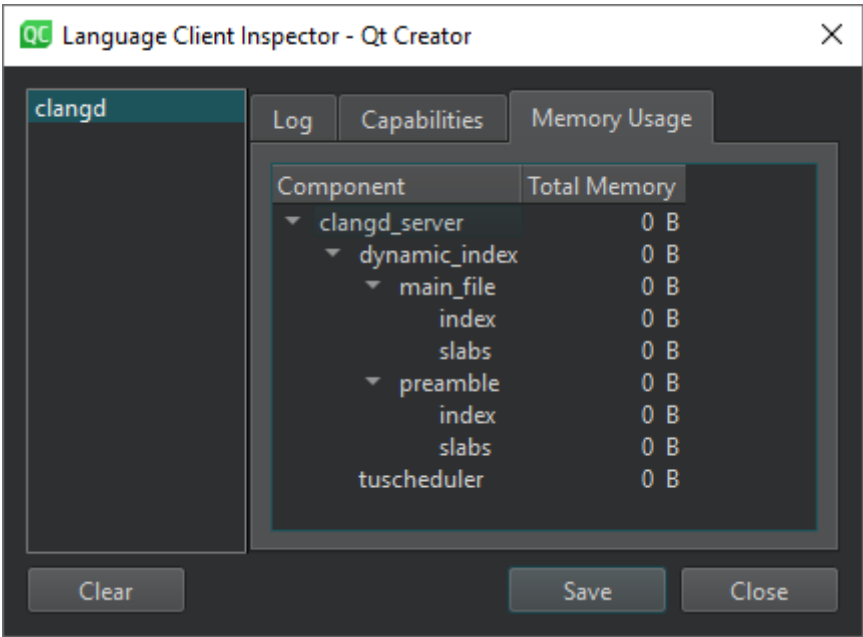 QC Language Client Inspector - Qt Creator
clangd
Log Capabilities Memory Usage
Component Total Memory
clangd_server 0 B
dynamic_index 0 B
main_file 0 B
index 0 B
slabs 0 B
preamble 0 B
index 0 B
slabs 0 B
tuscheduler 0 B
Clear Save Close